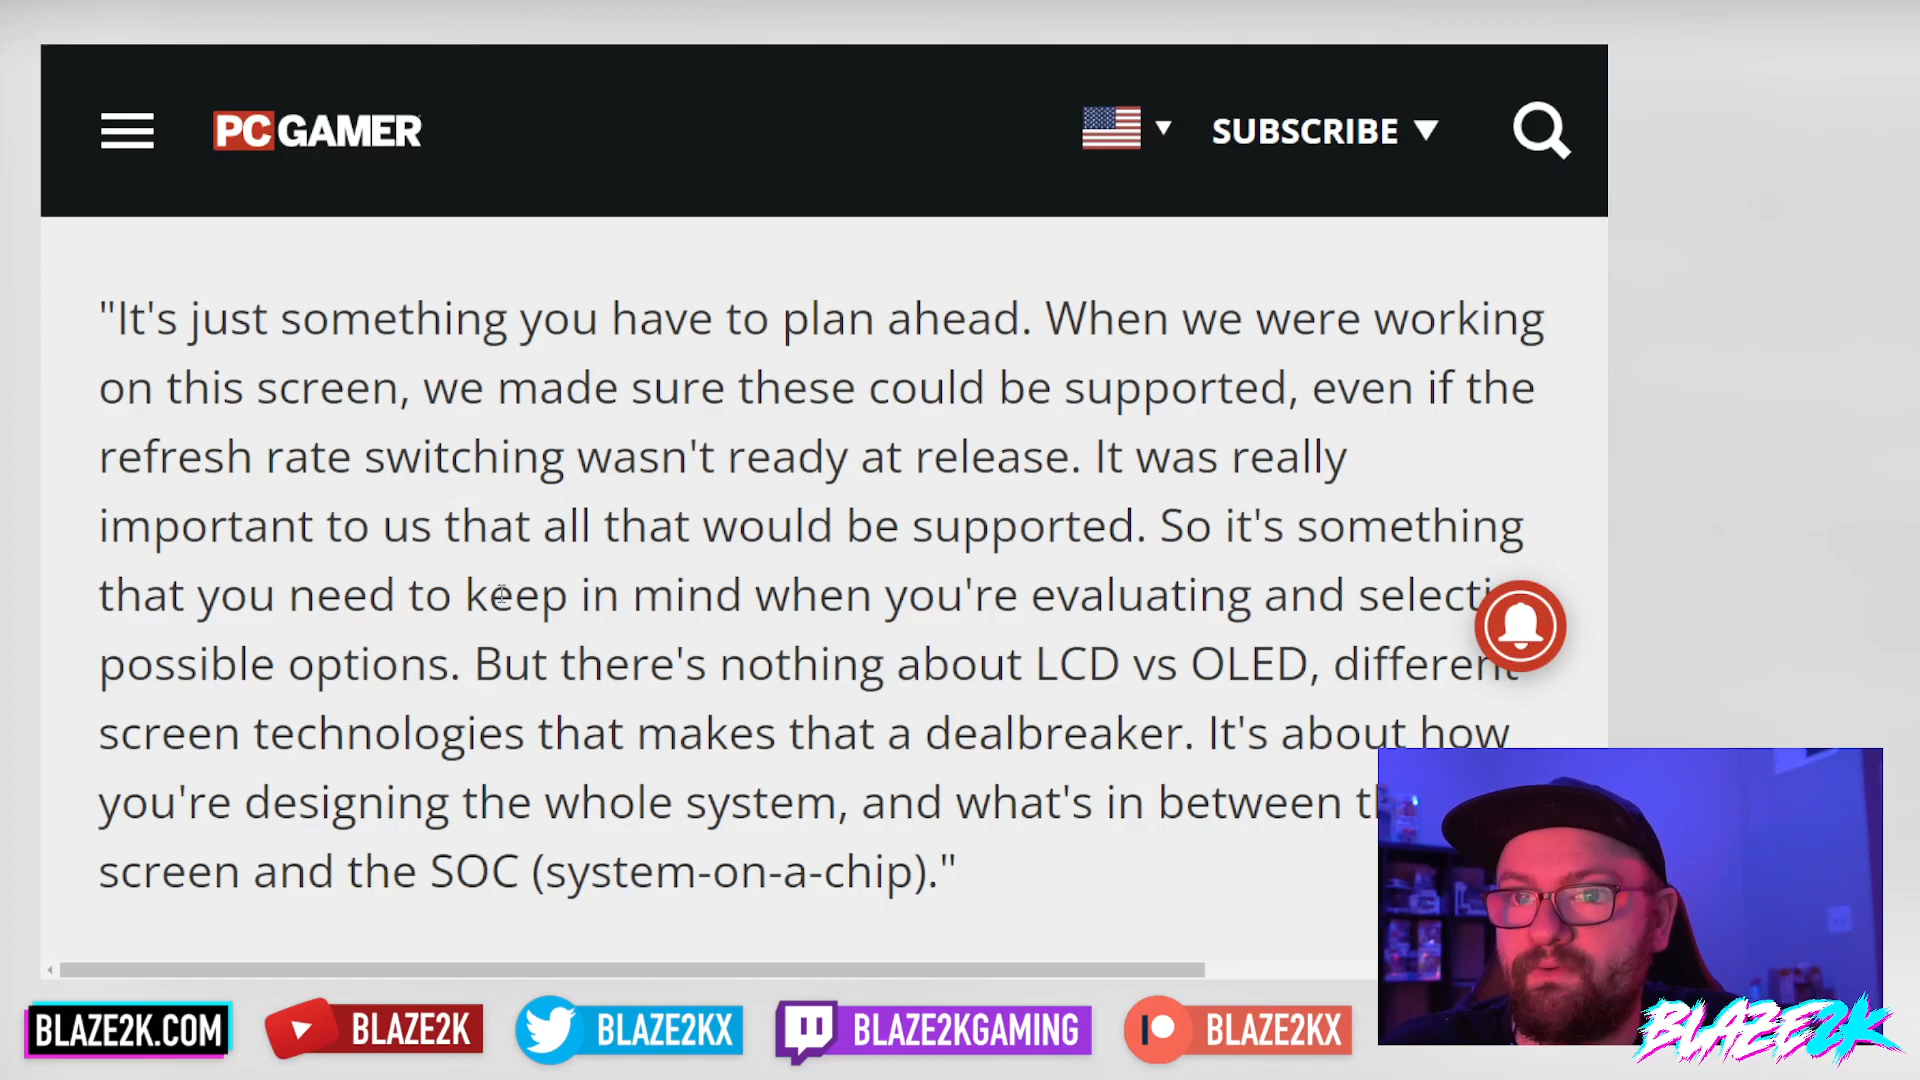 PC GAMER
SUBSCRIBE
"It's just something you have to plan ahead. When we were working
on this screen, we made sure these could be supported, even if the
refresh rate switching wasn't ready at release. It was really
important to us that all that would be supported. So it's something
that you need to keep in mind when you're evaluating and
possible options. But there's nothing about LCD vs OLED, different
screen technologies that makes that a dealbreaker. It's about how
you're designing the whole system, and what's in between
screen and the SOC (system-on-a-chip)."
BLAZE2K.COM
BLAZE2K
BLAZE2KX
BLAZE2KGAMING
BLAZE2KX
BLAZE2K